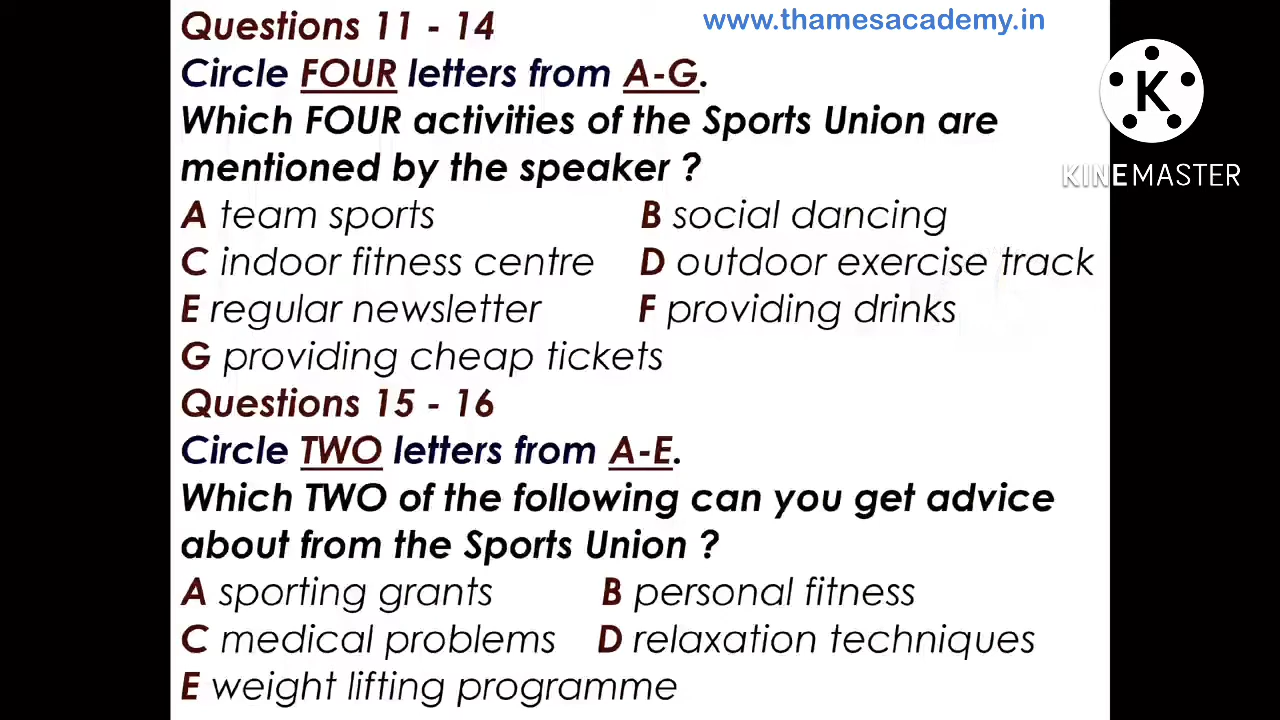 www.thamesacademy.in
Questions 11 - 14
Circle FOUR letters from A-G.
Which FOUR activities of the Sports Union are
mentioned by the speaker ?
A team sports B social dancing
C indoor fitness centre D outdoor exercise track
E regular newsletter F providing drinks
G providing cheap tickets
Questions 15 - 16
Circle TWO letters from A-E.
Which TWO of the following can you get advice
about from the Sports Union ?
A sporting grants B personal fitness
C medical problems D relaxation techniques
E weight lifting programme
K
KINEMASTER